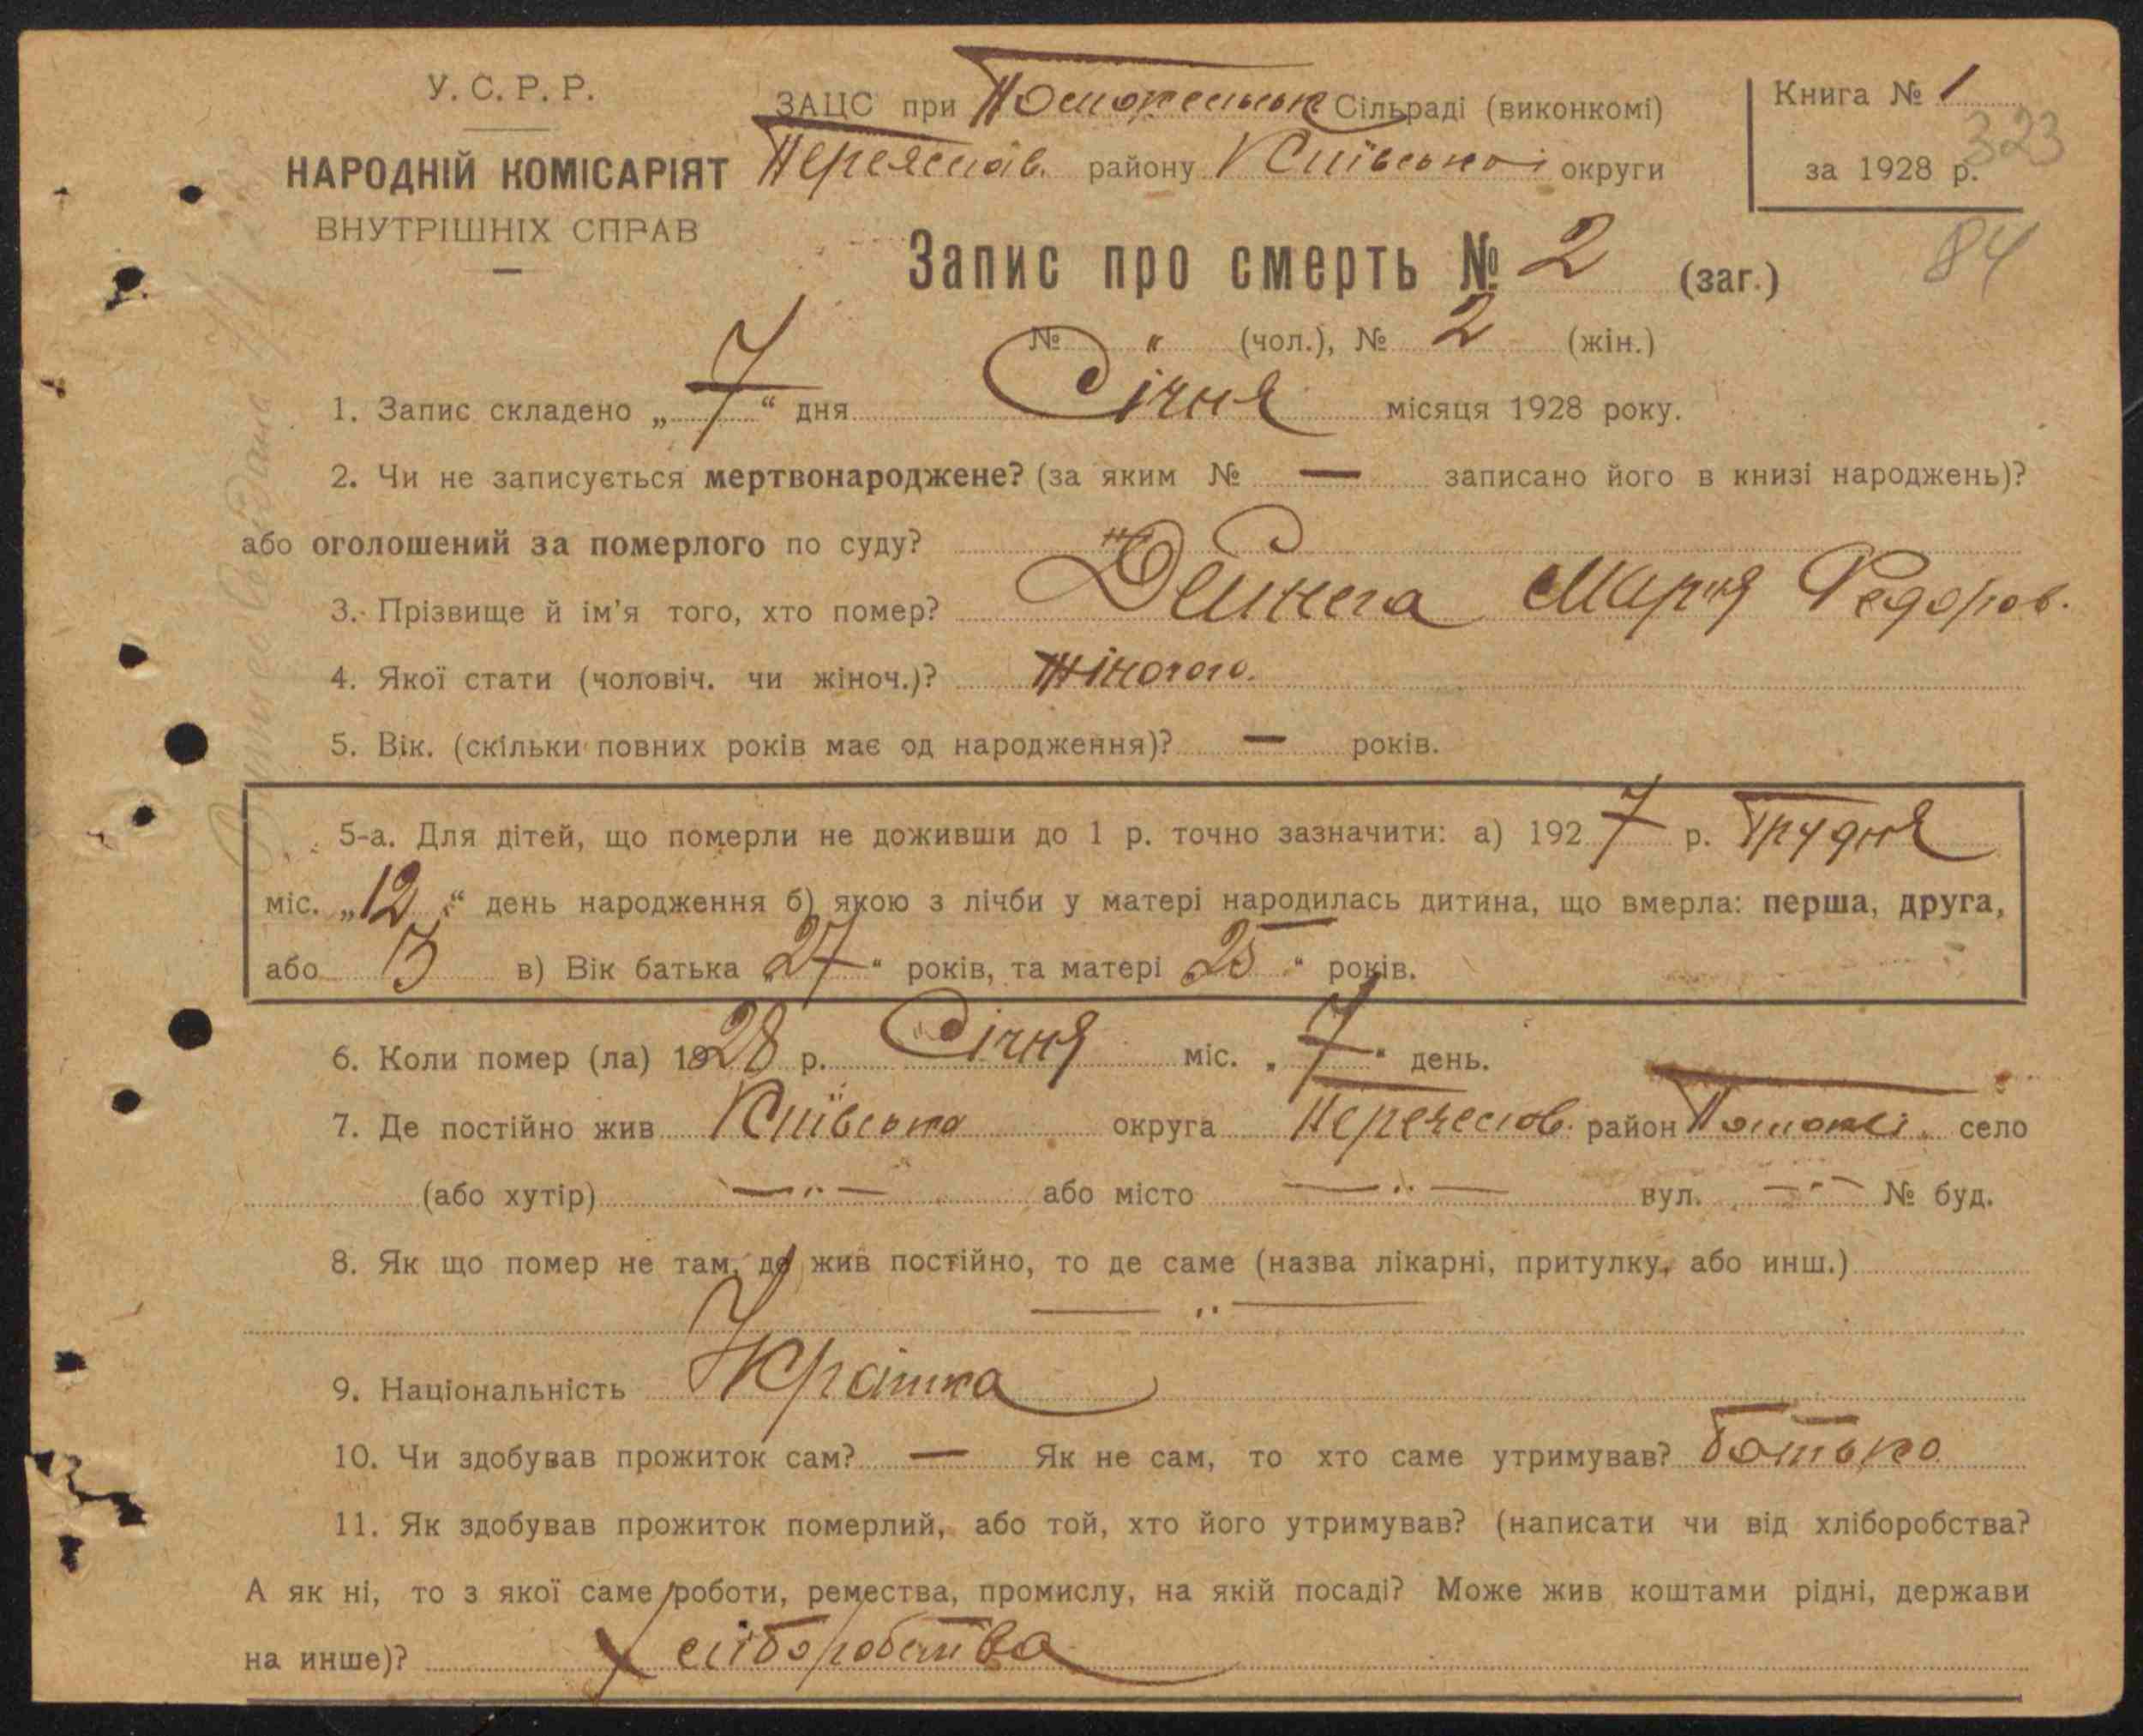 У. С. Р. Р.
НАРОДНІЙ КОМІСАРІЯТ
ВНУТРІШНІХ СПРАВ
ЗАЦС при Сільраді (виконкомі)
Переяслав. району Київської округи
Книга № 1
323
за 1928 р.
84
Запис про смерть № 2 (заг.)
№ " (чол.), № 2 (жін.)
1. Запис складено „ 7 “ дня Січня місяця 1928 року.
2. Чи не записується мертвонароджене? (за яким № — записано його в книзі народжень)?
або оголошений за померлого по суду?
3. Прізвище й ім’я того, хто помер? Дейнега Мария Федоров.
4. Якої стати (чоловіч. чи жіноч.)? Жіночого.
5. Вік. (скільки повних років має од народження)? — років.
5-а. Для дітей, що померли не доживши до 1 р. точно зазначити: а) 1927 р. Грудня
міс. „ 12 “ день народження б) якою з лічби у матері народилась дитина, що вмерла: перша, друга,
або 3 в) Вік батька „ 27 “ років, та матері 25 “ років.
6. Коли помер (ла) 1928 р. Січня міс. „ 7 “ день.
7. Де постійно жив Київська округа район село
(або хутір) —"— або місто —"— вул. —"— № буд.
8. Як що помер не там, де жив постійно, то де саме (назва лікарні, притулку, або инш.)
— " —
9. Національність Украінка
10. Чи здобував прожиток сам? — Як не сам, то хто саме утримував? Батько
11. Як здобував прожиток померлий, або той, хто його утримував? (написати чи від хліборобства?
А як ні, то з якої саме роботи, ремества, промислу, на якій посаді? Може жив коштами рідні, держави
на инше)? Хліборобства